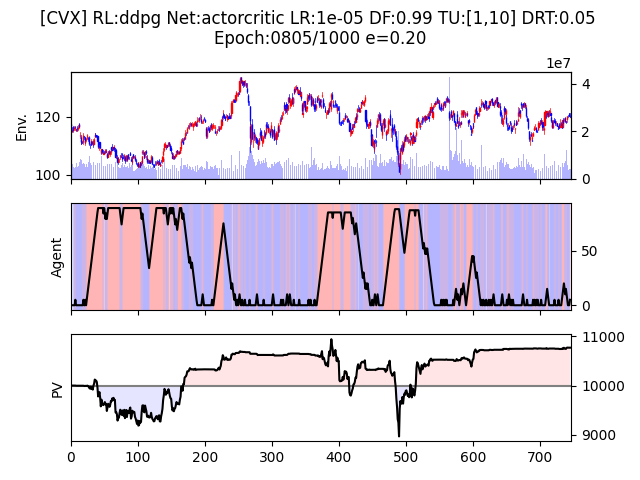 [CVX] RL:ddpg Net:actorcritic LR:1e-05 DF:0.99 TU:[1,10] DRT:0.05
Epoch:0805/1000 e=0.20
1e7
Env.
120
100
4
2
0
Agent
50
0
PV
11000
10000
9000
0 100 200 300 400 500 600 700